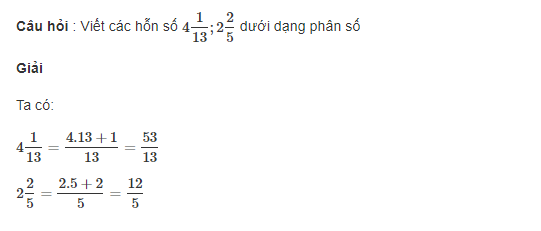 Câu hỏi : Viết các hỗn số 4 1/13; 2 2/5 dưới dạng phân số
Giải
Ta có:
4 1/13 = (4.13 + 1)/13 = 53/13
2 2/5 = (2.5 + 2)/5 = 12/5